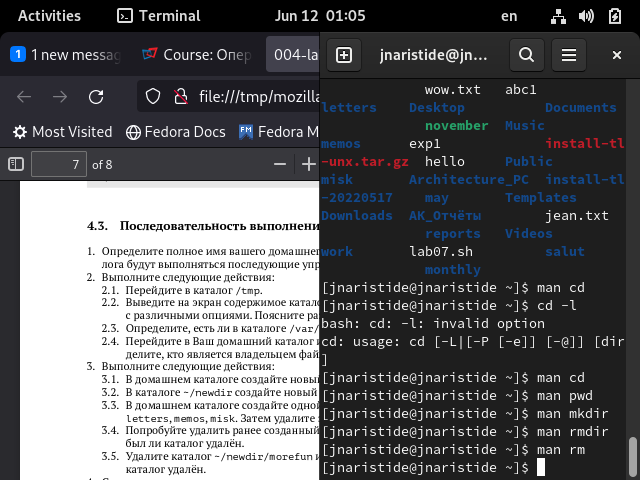 Activities Terminal Jun 12 01:05 en
1 1 new messag Course: Опер 004-la
file:///tmp/mozilla
Most Visited Fedora Docs Fedora M
7 of 8
4.3. Последовательность выполнени
1. Определите полное имя вашего домашнег
лога будут выполняться последующие упр
2. Выполните следующие действия:
2.1. Перейдите в каталог /tmp.
2.2. Выведите на экран содержимое катало
с различными опциями. Поясните ра
2.3. Определите, есть ли в каталоге /var/
2.4. Перейдите в Ваш домашний каталог и
делите, кто является владельцем фай
3. Выполните следующие действия:
3.1. В домашнем каталоге создайте новы
3.2. В каталоге ~/newdir создайте новый
3.3. В домашнем каталоге создайте одной
letters, memos, misk. Затем удалите
3.4. Попробуйте удалить ранее созданный
был ли каталог удалён.
3.5. Удалите каталог ~/newdir/morefun и
каталог удалён.
jnaristide@jn...
wow.txt abc1
letters Desktop Documents
november Music
memos exp1 install-tl
-unx.tar.gz hello Public
misk Architecture_PC install-tl
-20220517 may Templates
Downloads АК_Отчёты jean.txt
reports Videos
work lab07.sh salut
monthly
[jnaristide@jnaristide ~]$ man cd
[jnaristide@jnaristide ~]$ cd -l
bash: cd: -l: invalid option
cd: usage: cd [-L|[-P [-e]] [-@]] [dir
]
[jnaristide@jnaristide ~]$ man cd
[jnaristide@jnaristide ~]$ man pwd
[jnaristide@jnaristide ~]$ man mkdir
[jnaristide@jnaristide ~]$ man rmdir
[jnaristide@jnaristide ~]$ man rm
[jnaristide@jnaristide ~]$